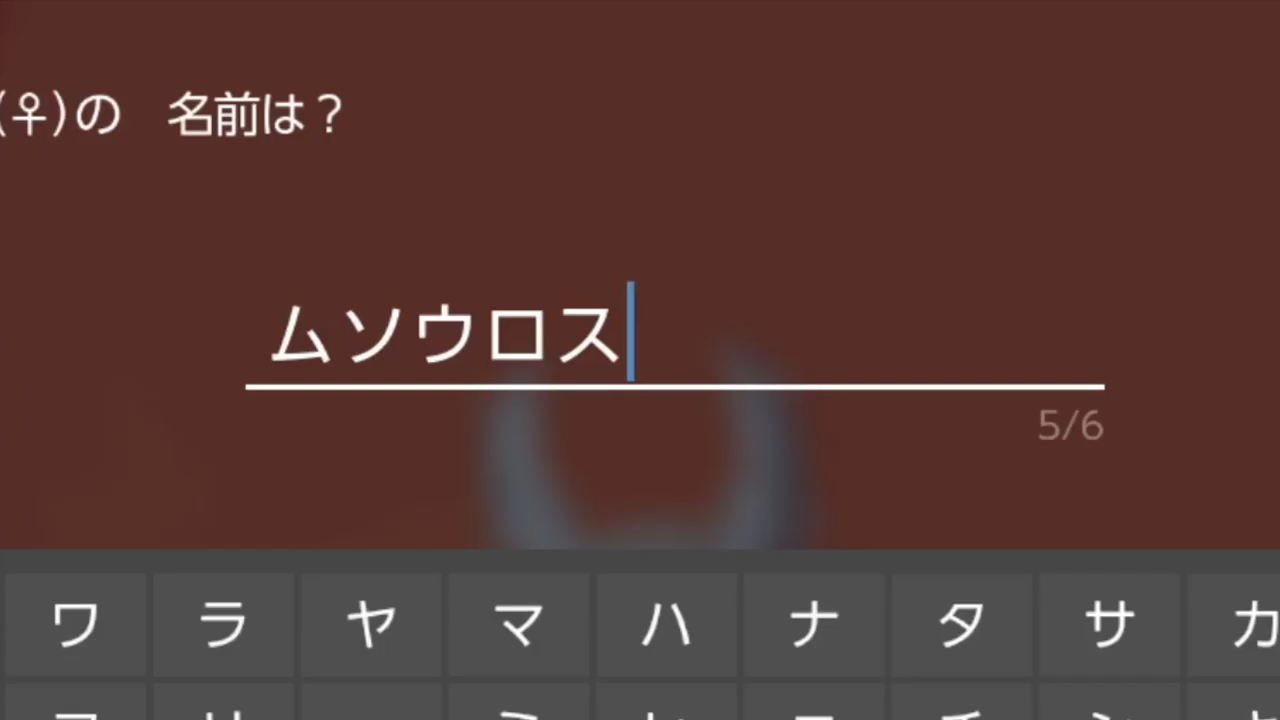 (♀)の　名前は？
ムソウロス
5/6
ワ ラ ヤ マ ハ ナ タ サ カ